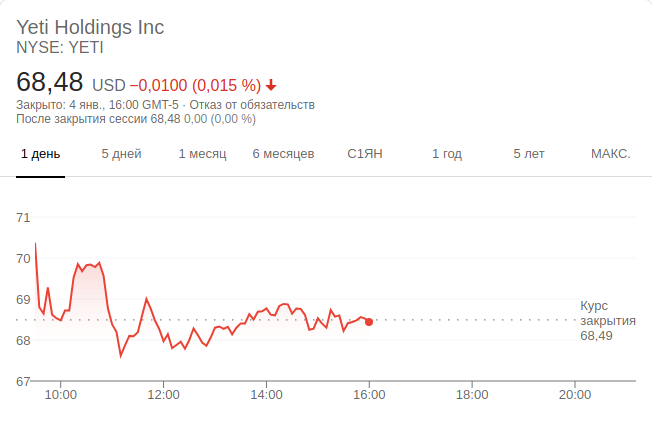 Yeti Holdings Inc
NYSE: YETI
68,48 USD −0,0100 (0,015 %)
Закрыто: 4 янв., 16:00 GMT-5 · Отказ от обязательств
После закрытия сессии 68,48 0,00 (0,00 %)
1 день 5 дней 1 месяц 6 месяцев С1ЯН 1 год 5 лет МАКС.
71
70
69
68
67
Курс
закрытия
68,49
10:00 12:00 14:00 16:00 18:00 20:00